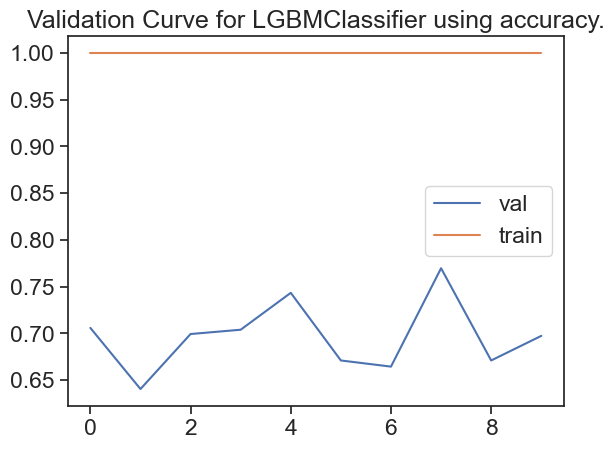 Validation Curve for LGBMClassifier using accuracy.
1.00
0.95
0.90
0.85
0.80
0.75
0.70
0.65
val
train
0 2 4 6 8